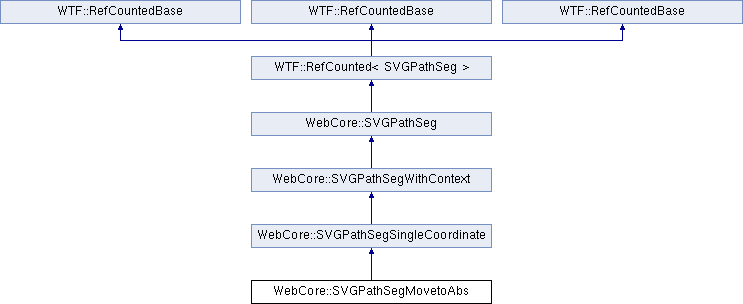 WTF::RefCountedBase
WTF::RefCountedBase
WTF::RefCountedBase
WTF::RefCounted< SVGPathSeg >
WebCore::SVGPathSeg
WebCore::SVGPathSegWithContext
WebCore::SVGPathSegSingleCoordinate
WebCore::SVGPathSegMovetoAbs